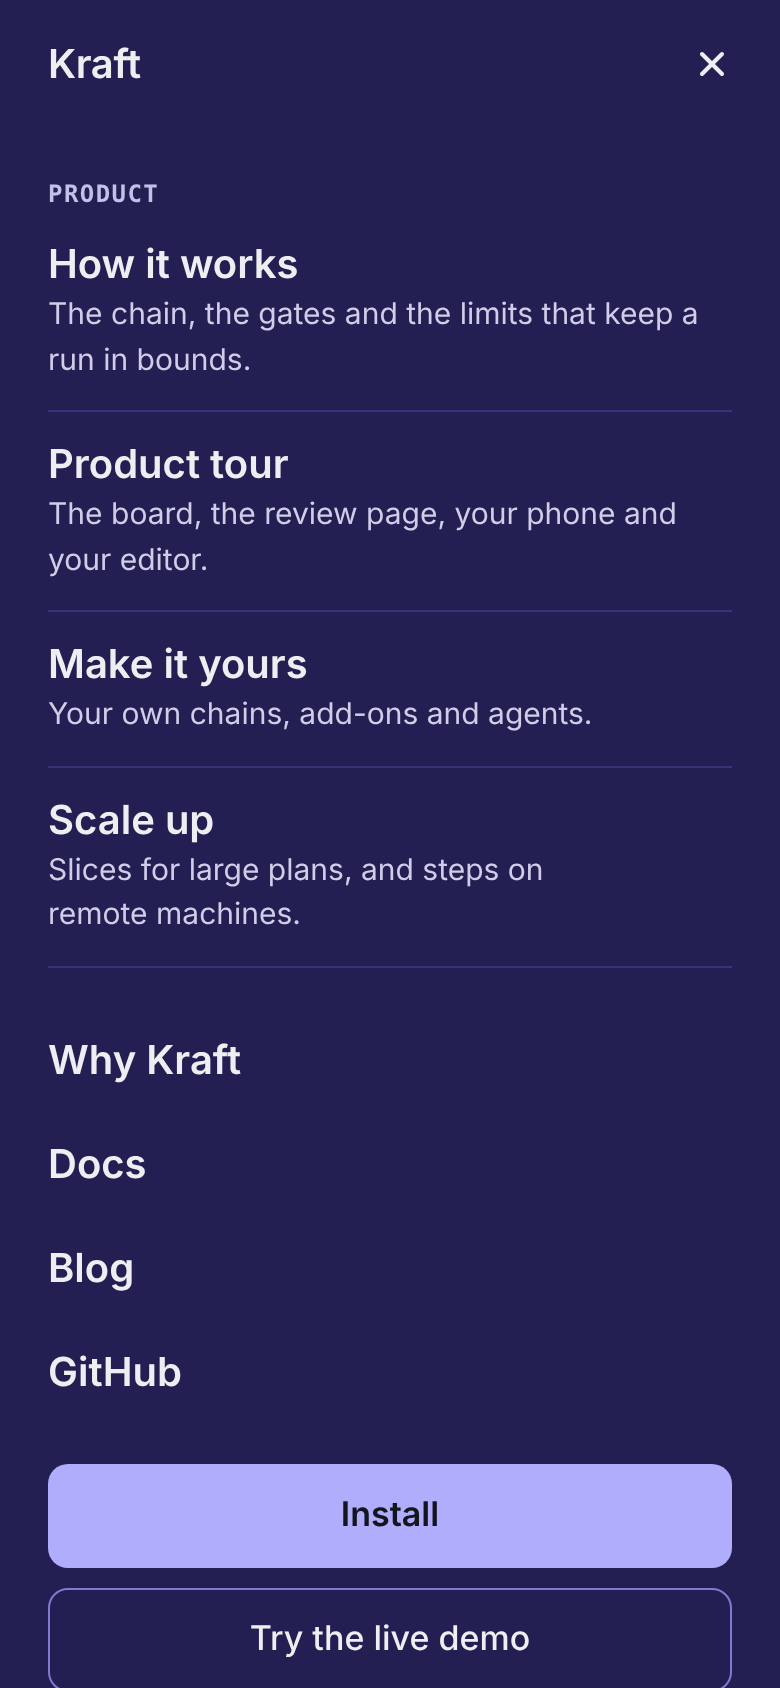 Kraft
PRODUCT
How it works
The chain, the gates and the limits that keep a
run in bounds.
Product tour
The board, the review page, your phone and
your editor.
Make it yours
Your own chains, add-ons and agents.
Scale up
Slices for large plans, and steps on
remote machines.
Why Kraft
Docs
Blog
GitHub
Install
Try the live demo